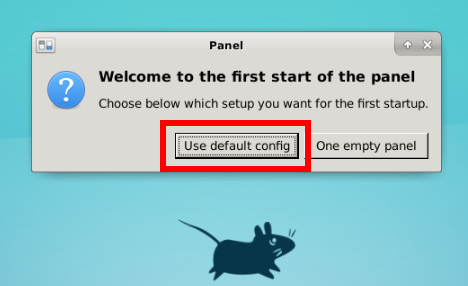 Panel
Welcome to the first start of the panel
Choose below which setup you want for the first startup.
Use default config
One empty panel